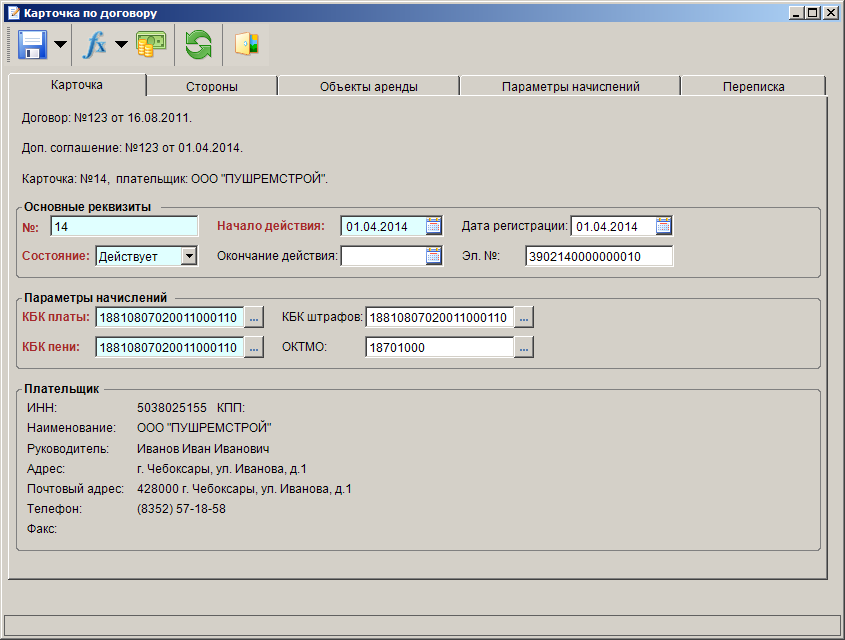 Карточка по договору
Карточка Стороны Объекты аренды Параметры начислений Переписка
Договор: №123 от 16.08.2011.
Доп. соглашение: №123 от 01.04.2014.
Карточка: №14, плательщик: ООО "ПУШРЕМСТРОЙ".
Основные реквизиты
№: 14 Начало действия: 01.04.2014 Дата регистрации: 01.04.2014
Состояние: Действует Окончание действия: Эл. №: 3902140000000010
Параметры начислений
КБК платы: 18810807020011000110 ... КБК штрафов: 18810807020011000110 ...
КБК пени: 18810807020011000110 ... ОКТМО: 18701000 ...
Плательщик
ИНН: 5038025155 КПП:
Наименование: ООО "ПУШРЕМСТРОЙ"
Руководитель: Иванов Иван Иванович
Адрес: г. Чебоксары, ул. Иванова, д.1
Почтовый адрес: 428000 г. Чебоксары, ул. Иванова, д.1
Телефон: (8352) 57-18-58
Факс: